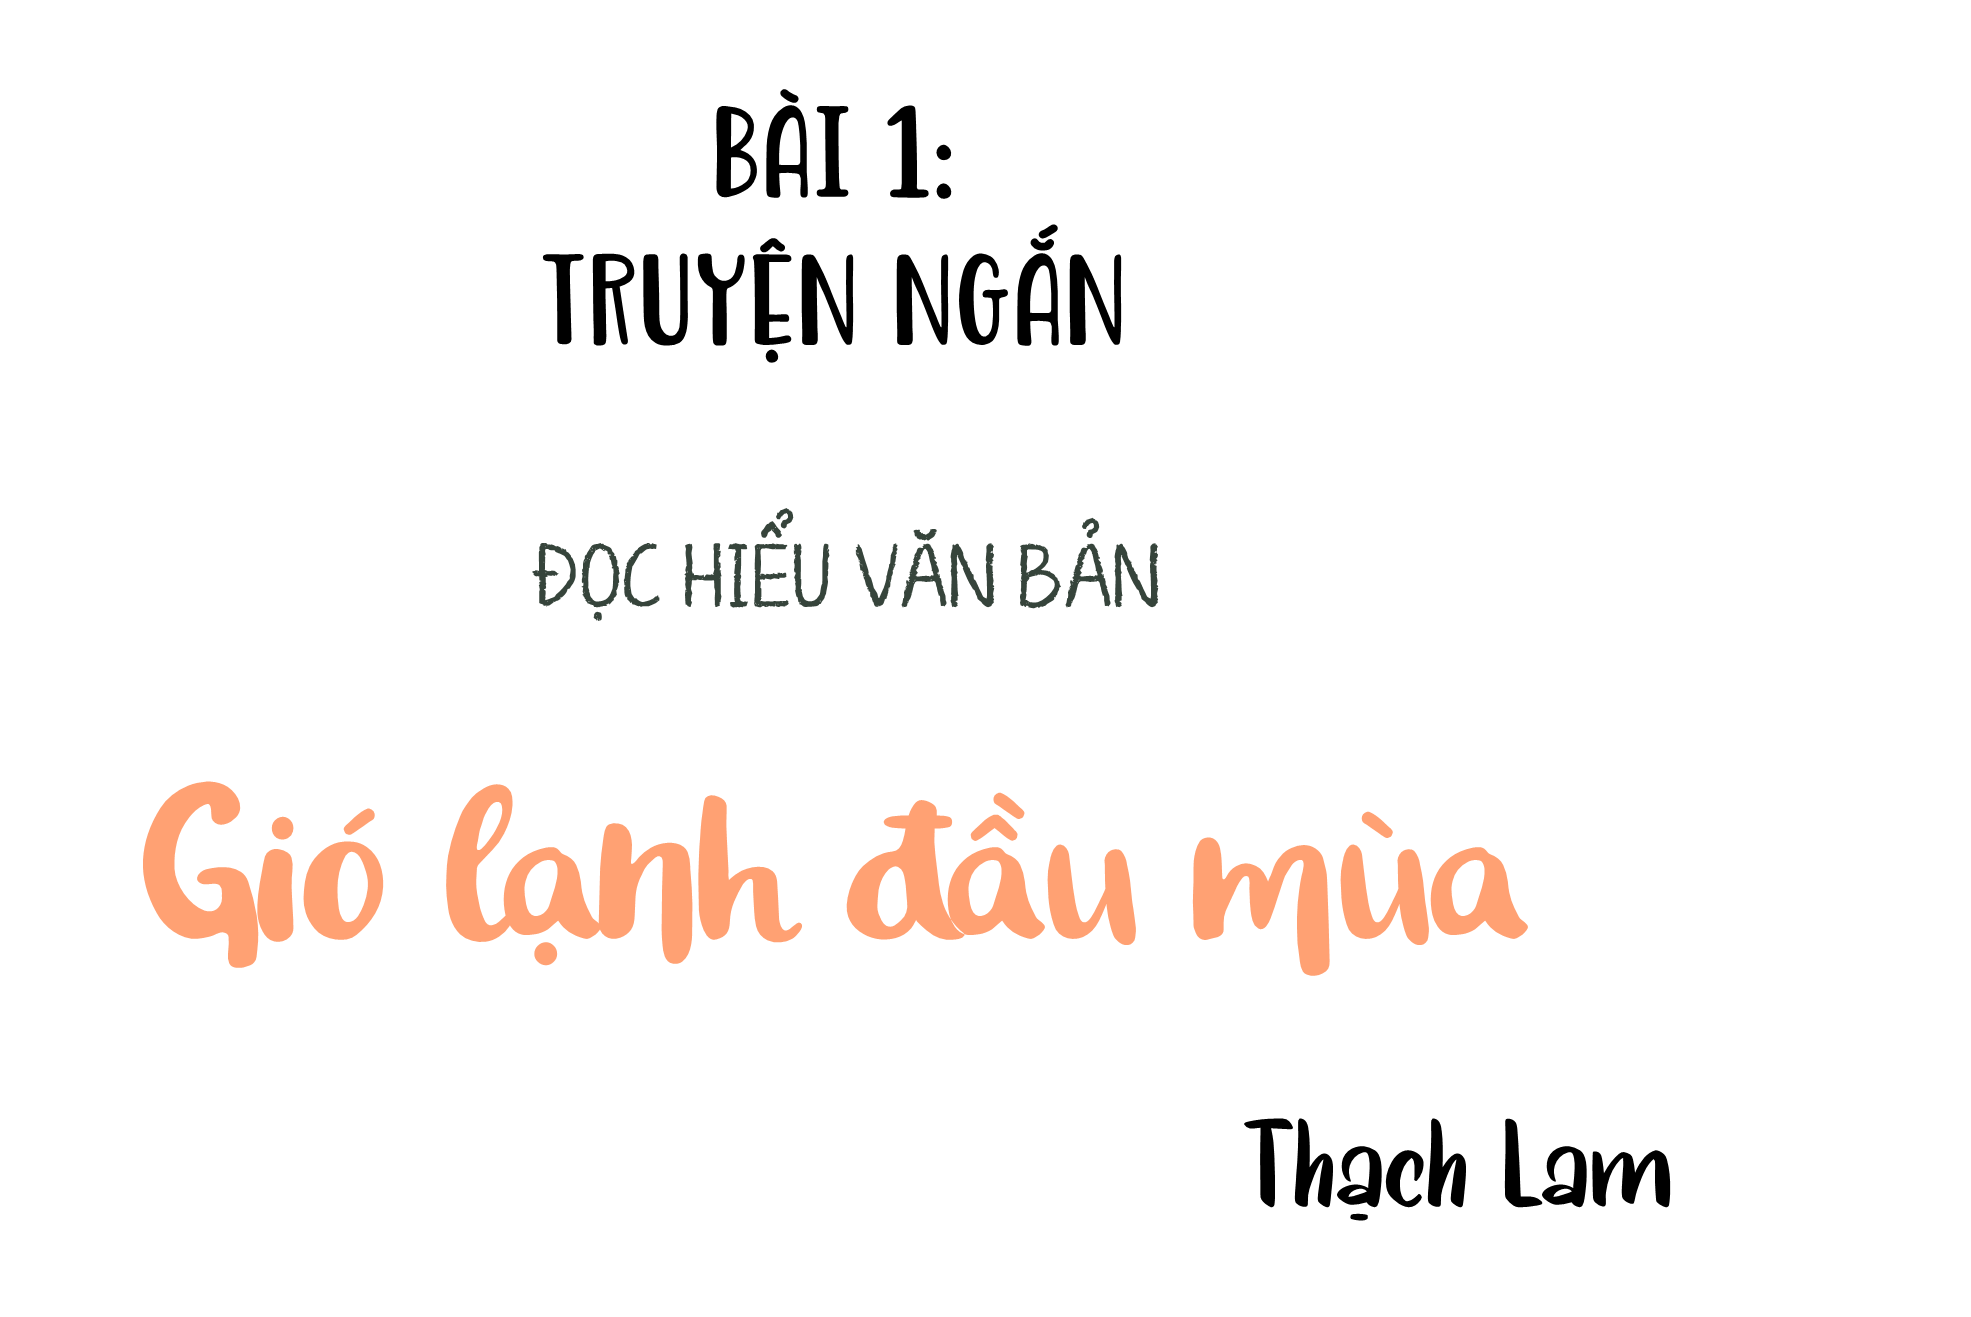 BÀI 1:
TRUYỆN NGẮN
ĐỌC HIỂU VĂN BẢN
Gió lạnh đầu mùa
Thạch Lam